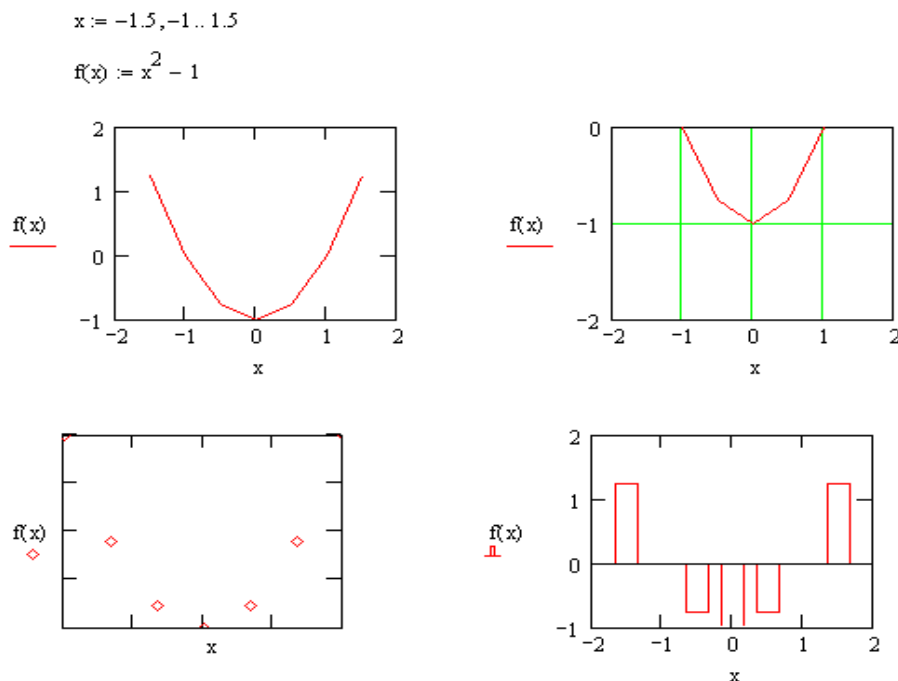 x := −1.5, −1 .. 1.5
f(x) := x² − 1
2
1
f(x)
0
−1
−2 −1 0 1 2
x
0
f(x)
−1
−2
−2 −1 0 1 2
x
f(x)
x
2
1
f(x)
0
−1
−2 −1 0 1 2
x